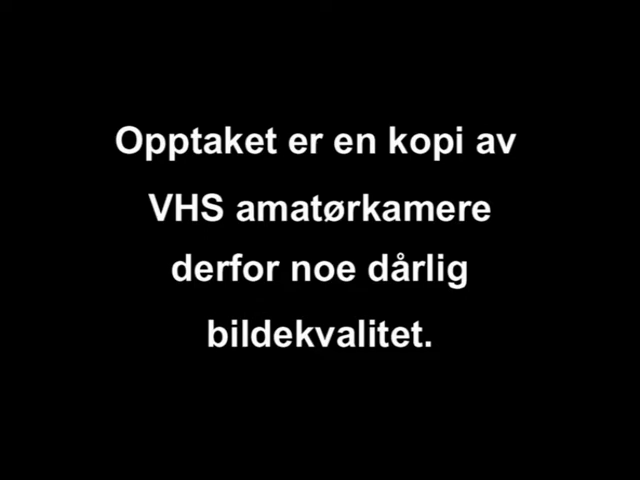 Opptaket er en kopi av
VHS amatørkamere
derfor noe dårlig
bildekvalitet.